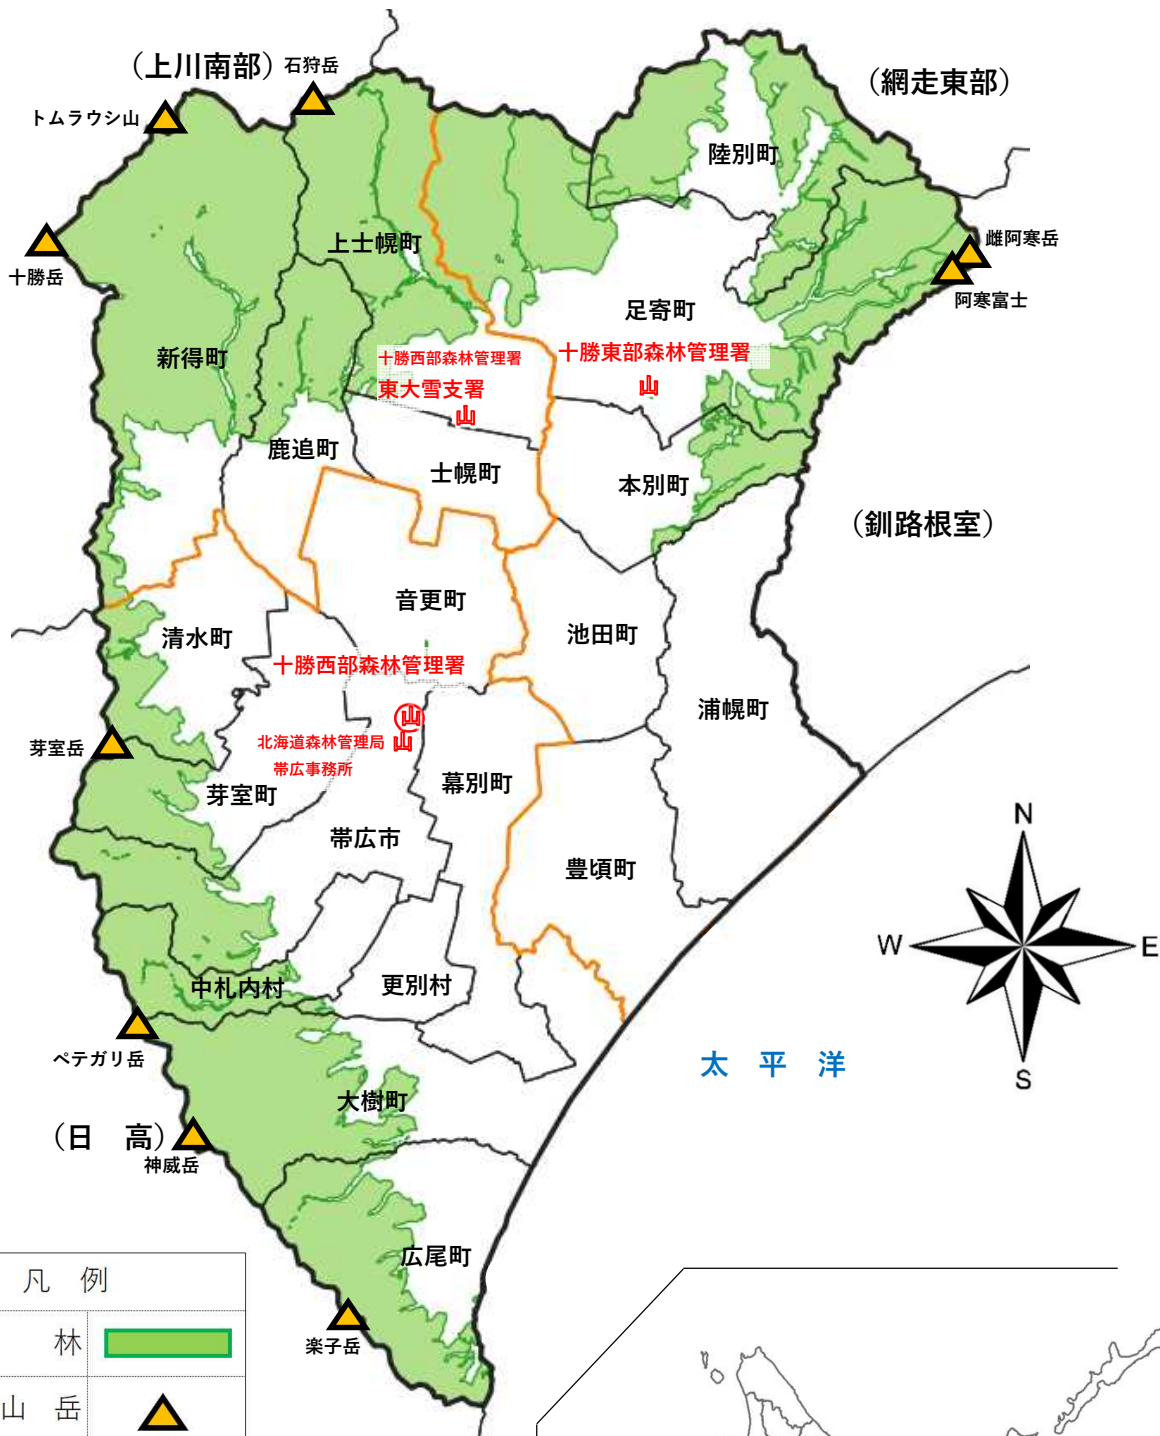 (上川南部)
石狩岳
(網走東部)
トムラウシ山
陸別町
上士幌町
雌阿寒岳
十勝岳
阿寒富士
足寄町
新得町
十勝西部森林管理署
東大雪支署
十勝東部森林管理署
鹿追町
士幌町
本別町
(釧路根室)
音更町
清水町
池田町
十勝西部森林管理署
浦幌町
芽室岳
北海道森林管理局
帯広事務所
幕別町
芽室町
帯広市
豊頃町
N
W
E
S
中札内村
更別村
ペテガリ岳
太 平 洋
大樹町
(日 高)
神威岳
広尾町
楽子岳
凡 例
林
山 岳